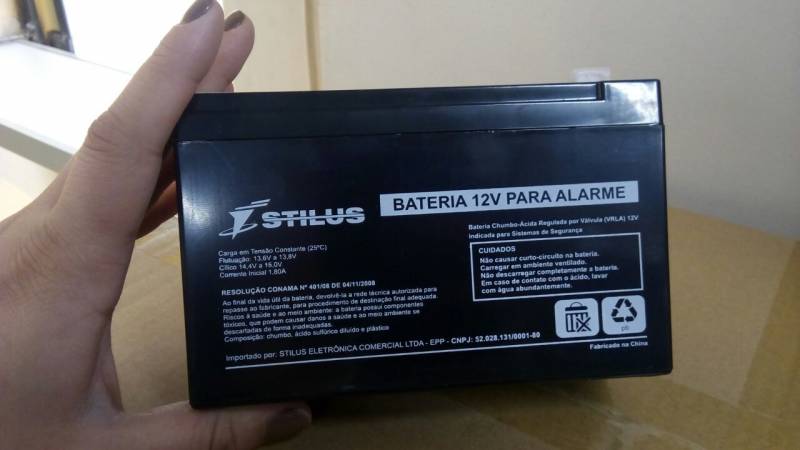 STILUS
BATERIA 12V PARA ALARME
Bateria Chumbo-Ácida Regulada por Válvula (VRLA) 12V
Indicada para Sistemas de Segurança
Carga em Tensão Constante (25ºC)
Flutuação: 13,6V a 13,8V
Cílico 14,4V a 15,0V
Corrente Inicial 1,80A
CUIDADOS
Não causar curto-circuito na bateria.
Carregar em ambiente ventilado.
Não descarregar completamente a bateria.
Em caso de contato com o ácido, lavar
com água abundantemente.
RESOLUÇÃO CONAMA Nº 401/08 DE 04/11/2008
Ao final da vida útil da bateria, devolvê-la a rede técnica autorizada para
repasse ao fabricante, para procedimento de destinação final adequada.
Riscos à saúde e ao meio ambiente: a bateria possui componentes
tóxicos, que podem causar danos a saúde e ao meio ambiente se
descartadas de forma inadequadas.
Composição: chumbo, ácido sulfúrico diluído e plástico
Pb
Importado por: STILUS ELETRÔNICA COMERCIAL LTDA - EPP - CNPJ: 52.028.131/0001-80
Fabricado na China